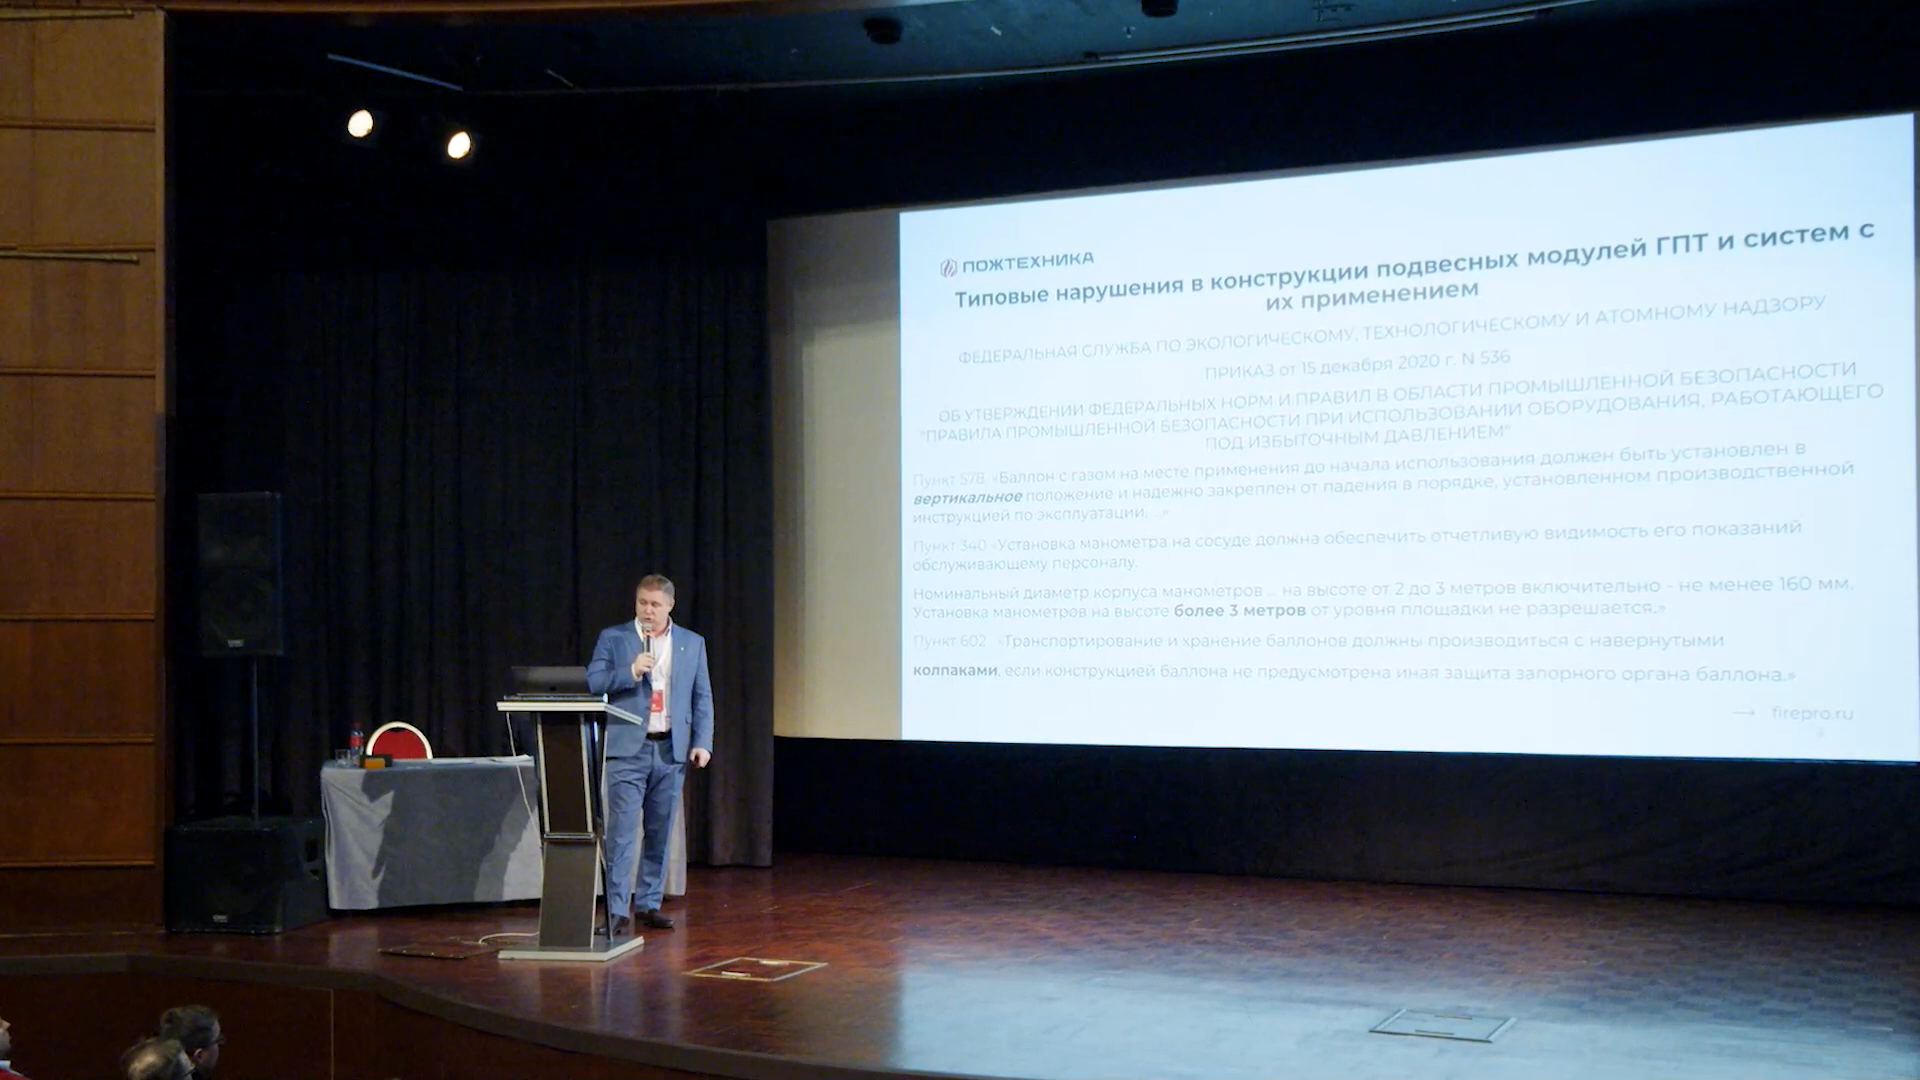 ПОЖТЕХНИКА
Типовые нарушения в конструкции подвесных модулей ГПТ и систем с
их применением
ФЕДЕРАЛЬНАЯ СЛУЖБА ПО ЭКОЛОГИЧЕСКОМУ, ТЕХНОЛОГИЧЕСКОМУ И АТОМНОМУ НАДЗОРУ
ПРИКАЗ от 15 декабря 2020 г. N 536
ОБ УТВЕРЖДЕНИИ ФЕДЕРАЛЬНЫХ НОРМ И ПРАВИЛ В ОБЛАСТИ ПРОМЫШЛЕННОЙ БЕЗОПАСНОСТИ
"ПРАВИЛА ПРОМЫШЛЕННОЙ БЕЗОПАСНОСТИ ПРИ ИСПОЛЬЗОВАНИИ ОБОРУДОВАНИЯ, РАБОТАЮЩЕГО
ПОД ИЗБЫТОЧНЫМ ДАВЛЕНИЕМ"
Пункт 578 «Баллон с газом на месте применения до начала использования должен быть установлен в
вертикальное положение и надежно закреплен от падения в порядке, установленном производственной
инструкцией по эксплуатации. ...»
Пункт 340 «Установка манометра на сосуде должна обеспечить отчетливую видимость его показаний
обслуживающему персоналу.
Номинальный диаметр корпуса манометров ... на высоте от 2 до 3 метров включительно - не менее 160 мм.
Установка манометров на высоте более 3 метров от уровня площадки не разрешается.»
Пункт 602 «Транспортирование и хранение баллонов должны производиться с навернутыми
колпаками, если конструкцией баллона не предусмотрена иная защита запорного органа баллона.»
→ firepro.ru